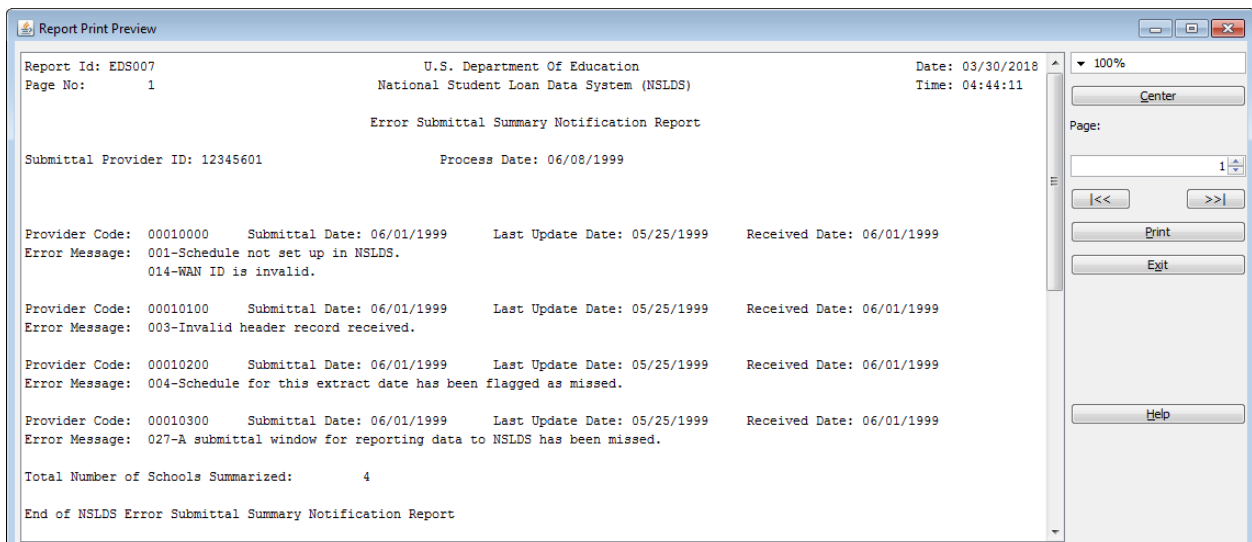 Report Print Preview
Report Id: EDS007 U.S. Department Of Education Date: 03/30/2018
Page No: 1 National Student Loan Data System (NSLDS) Time: 04:44:11
Error Submittal Summary Notification Report
Submittal Provider ID: 12345601 Process Date: 06/08/1999
Provider Code: 00010000 Submittal Date: 06/01/1999 Last Update Date: 05/25/1999 Received Date: 06/01/1999
Error Message: 001-Schedule not set up in NSLDS.
014-WAN ID is invalid.
Provider Code: 00010100 Submittal Date: 06/01/1999 Last Update Date: 05/25/1999 Received Date: 06/01/1999
Error Message: 003-Invalid header record received.
Provider Code: 00010200 Submittal Date: 06/01/1999 Last Update Date: 05/25/1999 Received Date: 06/01/1999
Error Message: 004-Schedule for this extract date has been flagged as missed.
Provider Code: 00010300 Submittal Date: 06/01/1999 Last Update Date: 05/25/1999 Received Date: 06/01/1999
Error Message: 027-A submittal window for reporting data to NSLDS has been missed.
Total Number of Schools Summarized: 4
End of NSLDS Error Submittal Summary Notification Report
100%
Center
Page:
1
|<< >>|
Print
Exit
Help